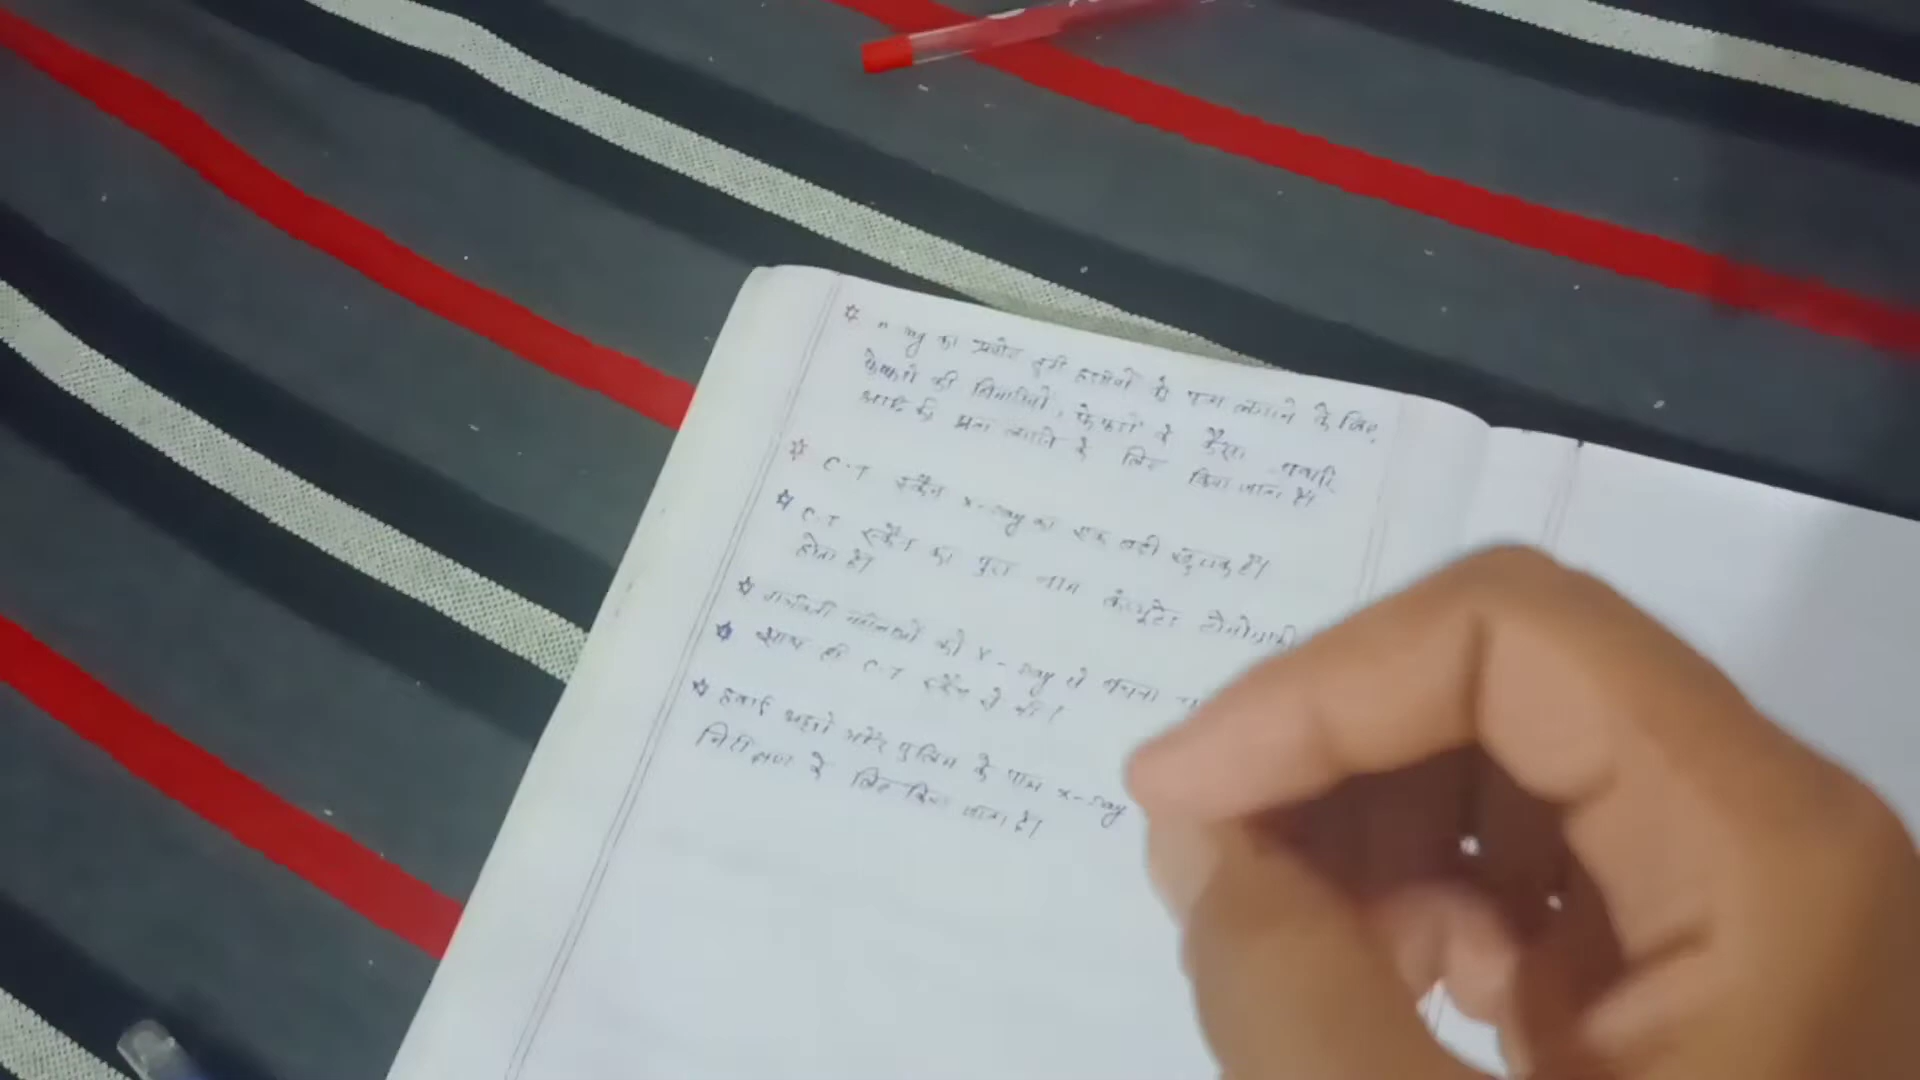 ☆ x-ray का प्रयोग टूटी हड्डियों के पता लगाने के लिए,
फेफड़ो की बिमारियों, फेफड़ों के कैंसर
आदि के पता लगाने के लिए किया जाता है।
☆ C-T स्कैन x-ray का एक बड़ी है।
☆ C-T स्कैन का पुरा नाम कंप्यूटेड टोमोग्राफी
होता है।
☆ गर्भवती महिलाओं को x-ray से बचना
☆ साथ ही C-T स्कैन से भी।
☆ हवाई अड्डो और पुलिस के पास x-ray
निरीक्षण के लिए किया जाता है।